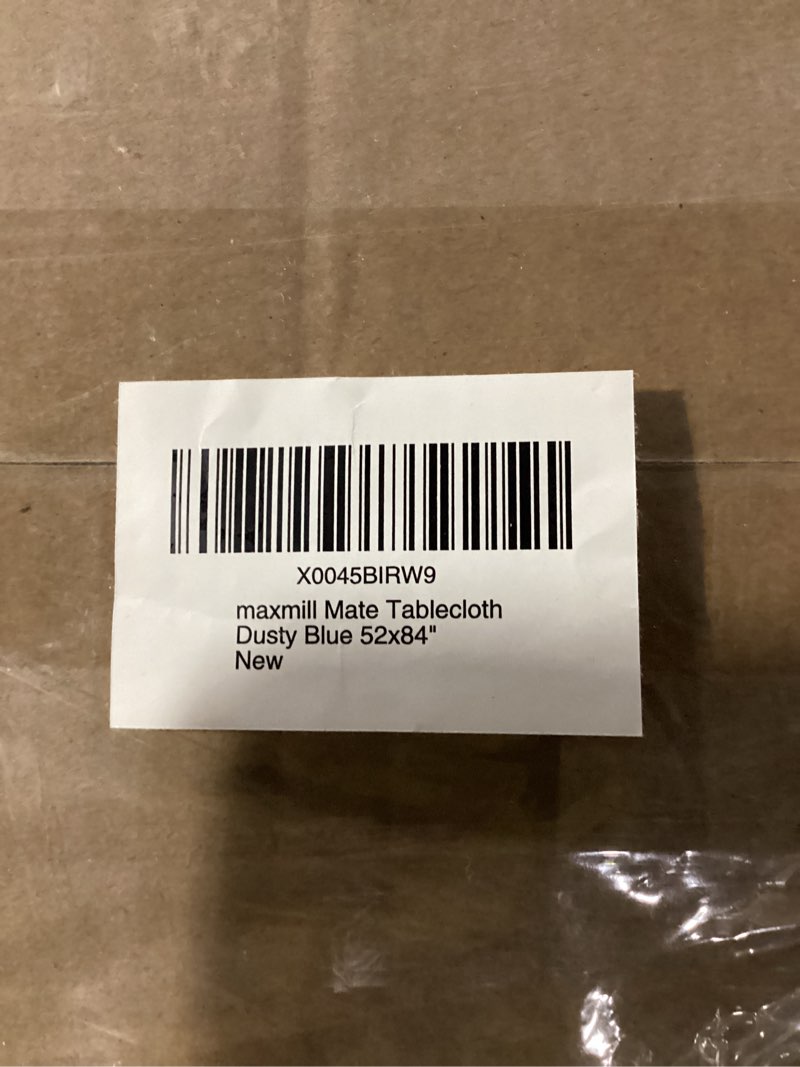 X0045BIRW9
maxmill Mate Tablecloth
Dusty Blue 52x84"
New